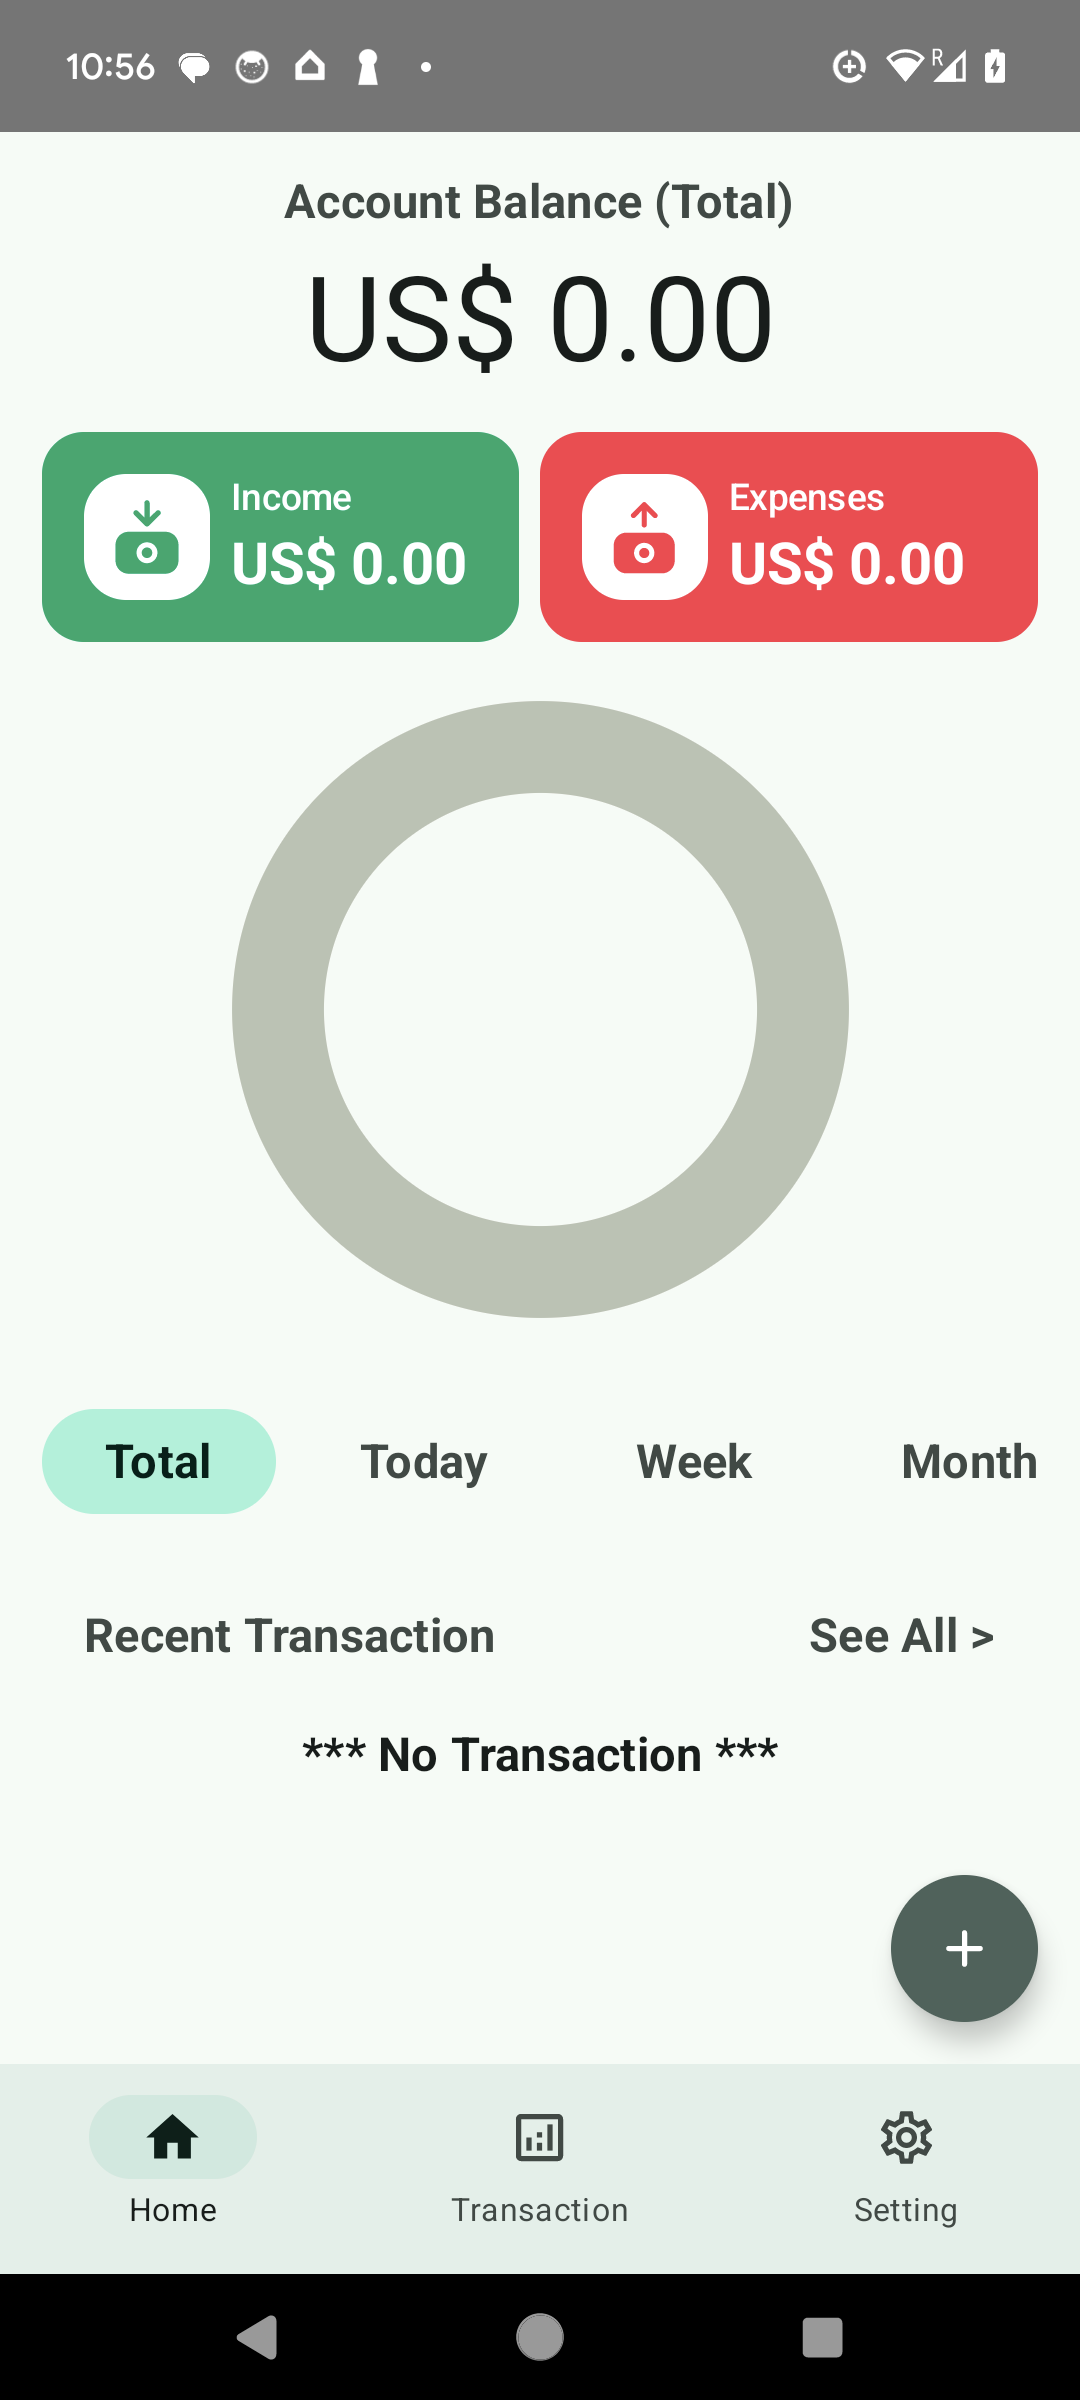 10:56
R
Account Balance (Total)
US$ 0.00
Income
US$ 0.00
Expenses
US$ 0.00
Total
Today
Week
Month
Recent Transaction
See All >
*** No Transaction ***
Home
Transaction
Setting